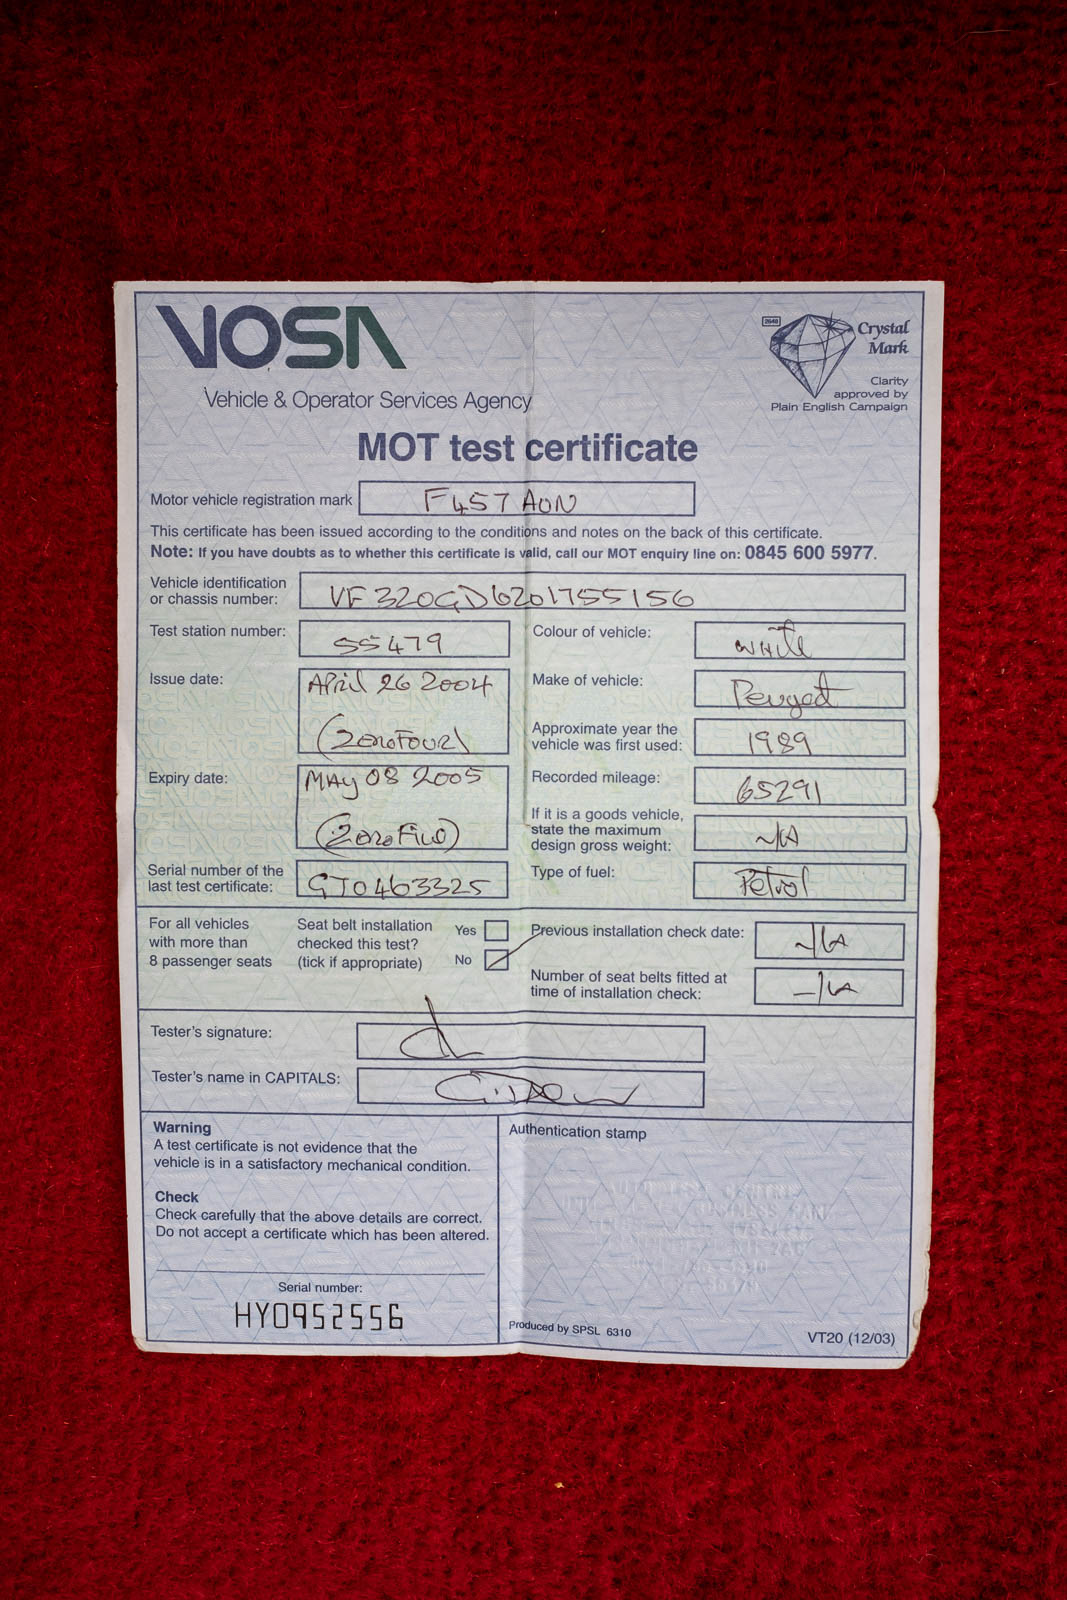 VOSA
Vehicle & Operator Services Agency
2648
Crystal Mark
Clarity approved by Plain English Campaign
MOT test certificate
Motor vehicle registration mark F457 AON
This certificate has been issued according to the conditions and notes on the back of this certificate.
Note: If you have doubts as to whether this certificate is valid, call our MOT enquiry line on: 0845 600 5977.
Vehicle identification or chassis number: VF320GD6201755156
Test station number: 55479
Colour of vehicle: White
Issue date: April 26 2004
(Zero Four)
Make of vehicle: Peugeot
Approximate year the vehicle was first used: 1989
Expiry date: MAY 08 2005
(Zero Five)
Recorded mileage: 65291
If it is a goods vehicle, state the maximum design gross weight: N/A
Serial number of the last test certificate: GT0463325
Type of fuel: Petrol
For all vehicles with more than 8 passenger seats
Seat belt installation checked this test? (tick if appropriate)
Yes
No
Previous installation check date: N/A
Number of seat belts fitted at time of installation check: N/A
Tester's signature:
Tester's name in CAPITALS:
Warning
A test certificate is not evidence that the
vehicle is in a satisfactory mechanical condition.
Check
Check carefully that the above details are correct.
Do not accept a certificate which has been altered.
Serial number:
HY0952556
Authentication stamp
Produced by SPSL 6310
VT20 (12/03)